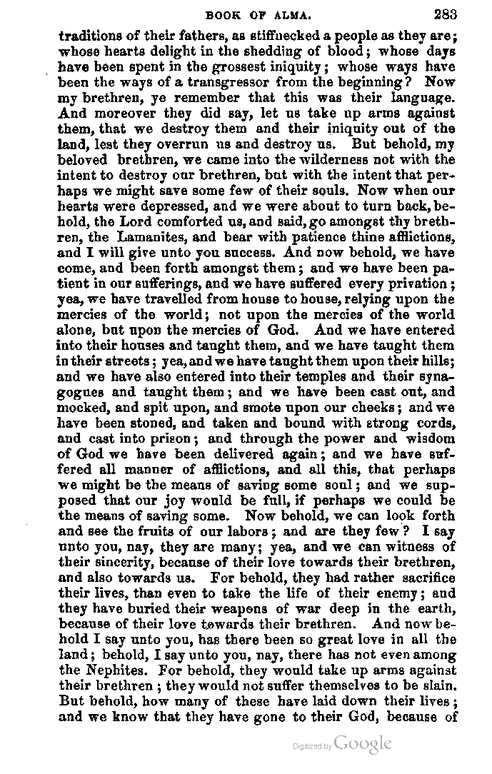 BOOK OF ALMA. 283
traditions of their fathers, as stiffnecked a people as they are;
whose hearts delight in the shedding of blood; whose days
have been spent in the grossest iniquity; whose ways have
been the ways of a transgressor from the beginning? Now
my brethren, ye remember that this was their language.
And moreover they did say, let us take up arms against
them, that we destroy them and their iniquity out of the
land, lest they overrun us and destroy us. But behold, my
beloved brethren, we came into the wilderness not with the
intent to destroy our brethren, but with the intent that per-
haps we might save some few of their souls. Now when our
hearts were depressed, and we were about to turn back, be-
hold, the Lord comforted us, and said, go amongst thy breth-
ren, the Lamanites, and bear with patience thine afflictions,
and I will give unto you success. And now behold, we have
come, and been forth amongst them; and we have been pa-
tient in our sufferings, and we have suffered every privation;
yea, we have travelled from house to house, relying upon the
mercies of the world; not upon the mercies of the world
alone, but upon the mercies of God. And we have entered
into their houses and taught them, and we have taught them
in their streets; yea, and we have taught them upon their hills;
and we have also entered into their temples and their syna-
gogues and taught them; and we have been cast out, and
mocked, and spit upon, and smote upon our cheeks; and we
have been stoned, and taken and bound with strong cords,
and cast into prison; and through the power and wisdom
of God we have been delivered again; and we have suf-
fered all manner of afflictions, and all this, that perhaps
we might be the means of saving some soul; and we sup-
posed that our joy would be full, if perhaps we could be
the means of saving some. Now behold, we can look forth
and see the fruits of our labors; and are they few? I say
unto you, nay, they are many; yea, and we can witness of
their sincerity, because of their love towards their brethren,
and also towards us. For behold, they had rather sacrifice
their lives, than even to take the life of their enemy; and
they have buried their weapons of war deep in the earth,
because of their love towards their brethren. And now be-
hold I say unto you, has there been so great love in all the
land; behold, I say unto you, nay, there has not even among
the Nephites. For behold, they would take up arms against
their brethren; they would not suffer themselves to be slain.
But behold, how many of these have laid down their lives;
and we know that they have gone to their God, because of
Digitized by Google